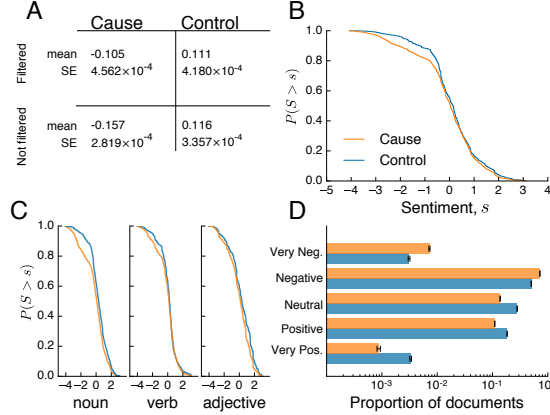 A
Cause Control
Filtered
mean -0.105 0.111
SE 4.562×10⁻⁴ 4.180×10⁻⁴
Not filtered
mean -0.157 0.116
SE 2.819×10⁻⁴ 3.357×10⁻⁴
B
P(S > s)
1.0
0.8
0.6
0.4
0.2
0.0
Cause
Control
−5 −4 −3 −2 −1 0 1 2 3 4
Sentiment, s
C
P(S > s)
1.0
0.8
0.6
0.4
0.2
0.0
−4 −2 0 2 −4 −2 0 2 −4 −2 0 2
noun verb adjective
D
Very Neg.
Negative
Neutral
Positive
Very Pos.
10⁻³ 10⁻² 10⁻¹ 10⁰
Proportion of documents